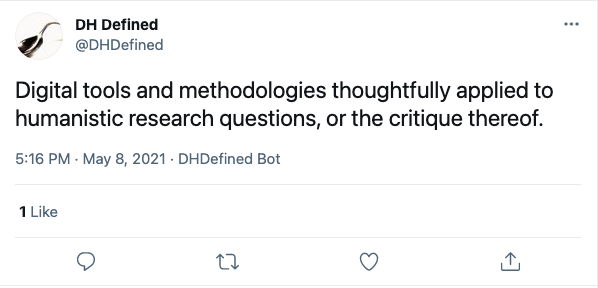 DH Defined
@DHDefined
Digital tools and methodologies thoughtfully applied to
humanistic research questions, or the critique thereof.
5:16 PM · May 8, 2021 · DHDefined Bot
1 Like